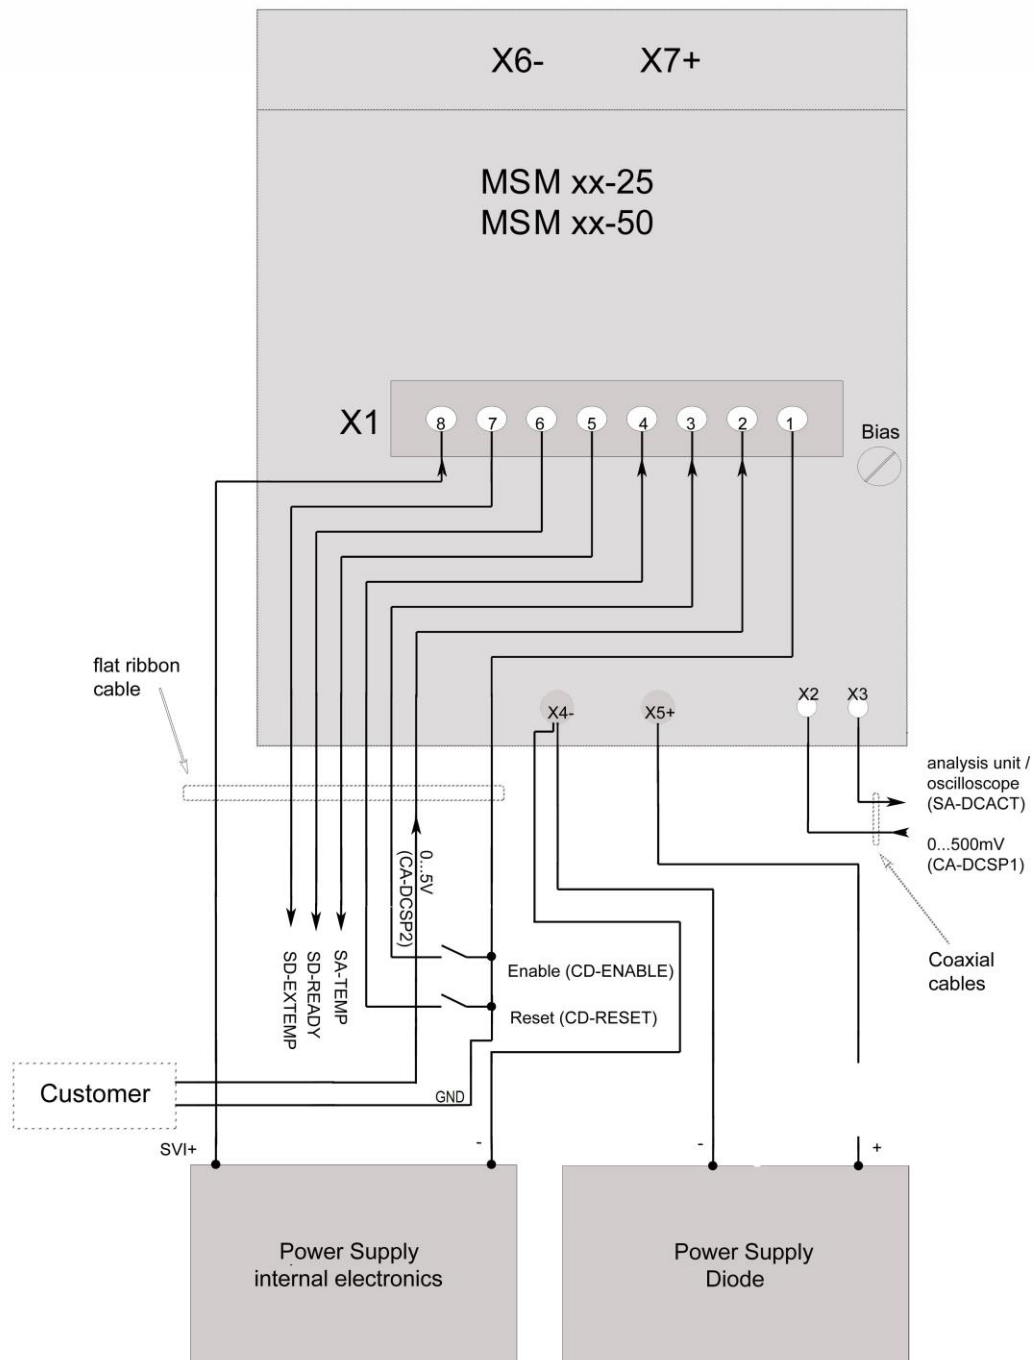 X6- X7+
MSM xx-25
MSM xx-50
X1
8 7 6 5 4 3 2 1
Bias
flat ribbon
cable
X4- X5+ X2 X3
analysis unit /
oscilloscope
(SA-DCACT)
0...500mV
(CA-DCSP1)
0...5V
(CA-DCSP2)
SD-EXTEMP
SD-READY
SA-TEMP
Enable (CD-ENABLE)
Reset (CD-RESET)
Coaxial
cables
Customer
GND
SVI+ - - +
Power Supply
internal electronics
Power Supply
Diode